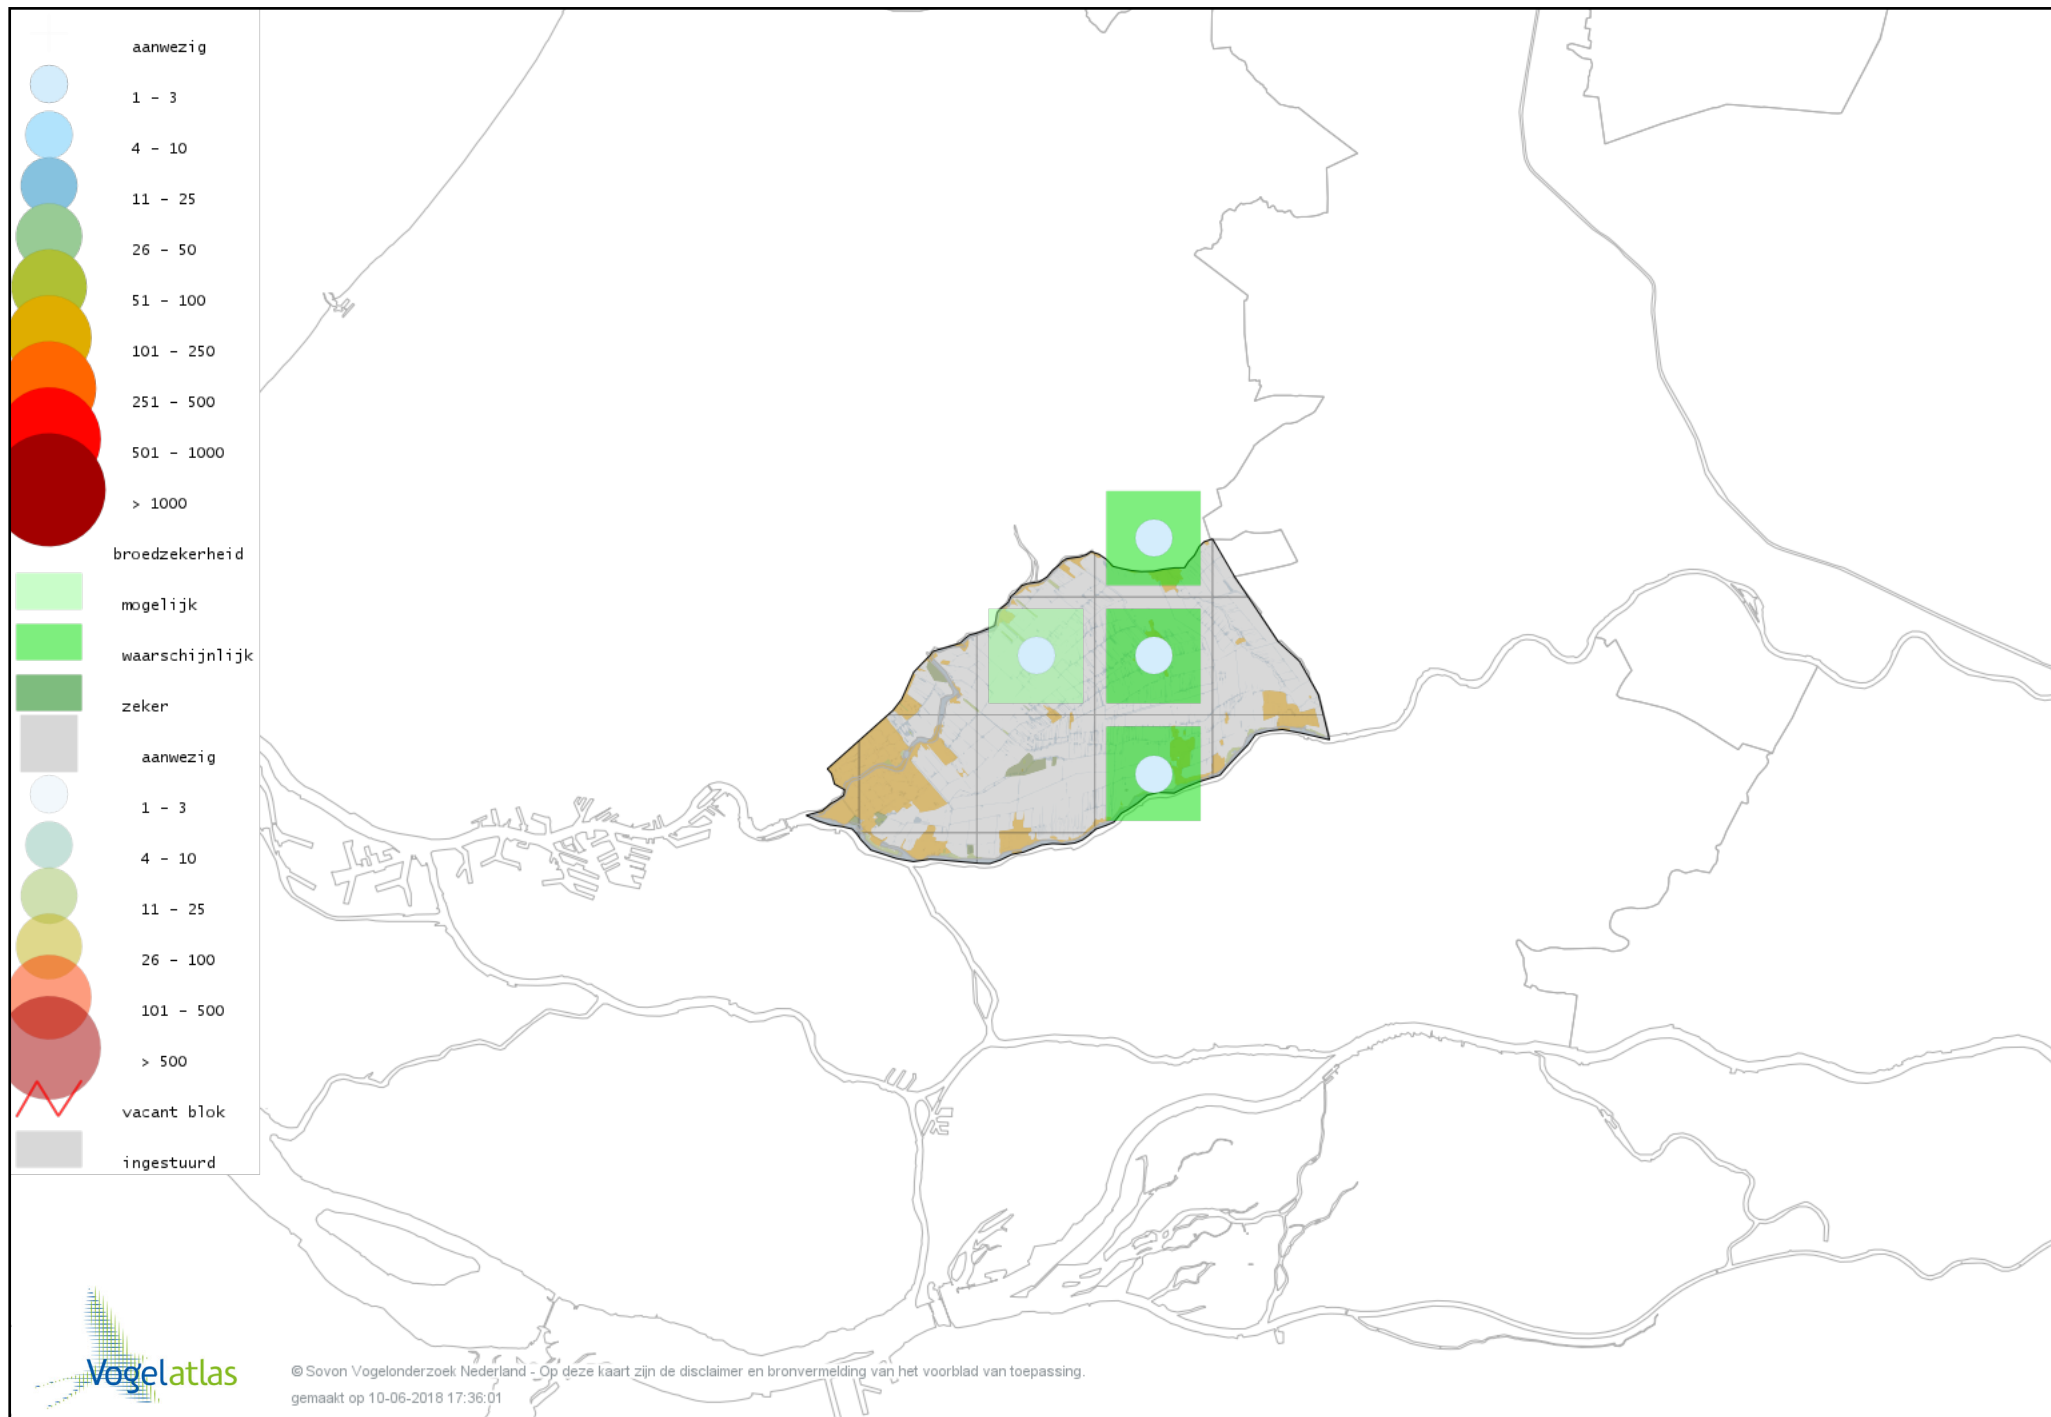 aanwezig
1 - 3
4 - 10
11 - 25
26 - 50
51 - 100
101 - 250
251 - 500
501 - 1000
> 1000
broedzekerheid
mogelijk
waarschijnlijk
zeker
aanwezig
1 - 3
4 - 10
11 - 25
26 - 100
101 - 500
> 500
vacant blok
ingestuurd
Vogelatlas
© Sovon Vogelonderzoek Nederland - Op deze kaart zijn de disclaimer en bronvermelding van het voorblad van toepassing.
gemaakt op 10-06-2018 17:36:01